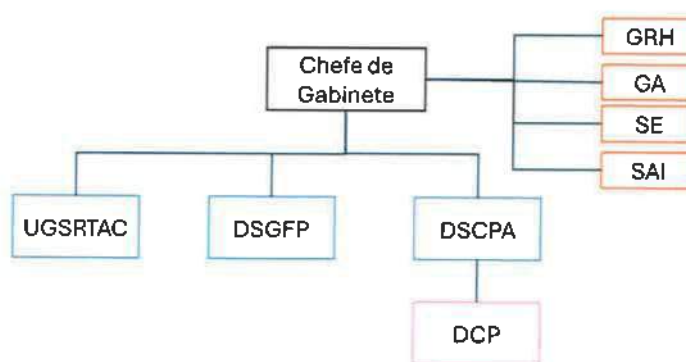 Chefe de
Gabinete
GRH
GA
SE
SAI
UGSRTAC
DSGFP
DSCPA
DCP